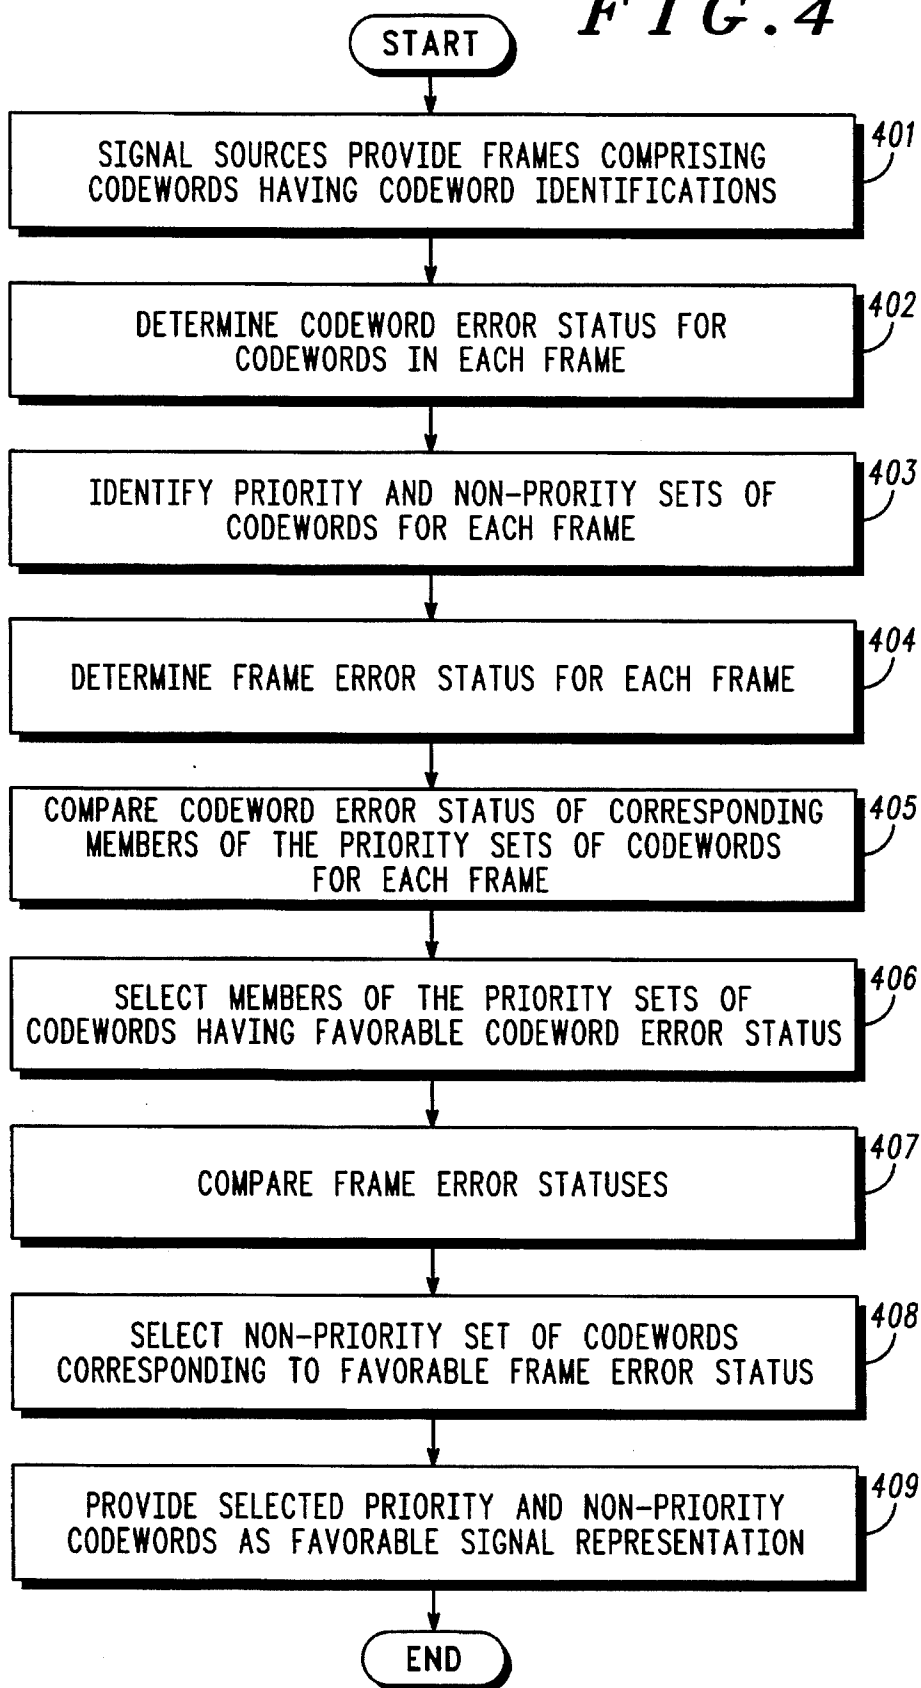 FIG.4
START
401
SIGNAL SOURCES PROVIDE FRAMES COMPRISING
CODEWORDS HAVING CODEWORD IDENTIFICATIONS
402
DETERMINE CODEWORD ERROR STATUS FOR
CODEWORDS IN EACH FRAME
403
IDENTIFY PRIORITY AND NON-PRORITY SETS OF
CODEWORDS FOR EACH FRAME
404
DETERMINE FRAME ERROR STATUS FOR EACH FRAME
405
COMPARE CODEWORD ERROR STATUS OF CORRESPONDING
MEMBERS OF THE PRIORITY SETS OF CODEWORDS
FOR EACH FRAME
406
SELECT MEMBERS OF THE PRIORITY SETS OF
CODEWORDS HAVING FAVORABLE CODEWORD ERROR STATUS
407
COMPARE FRAME ERROR STATUSES
408
SELECT NON-PRIORITY SET OF CODEWORDS
CORRESPONDING TO FAVORABLE FRAME ERROR STATUS
409
PROVIDE SELECTED PRIORITY AND NON-PRIORITY
CODEWORDS AS FAVORABLE SIGNAL REPRESENTATION
END